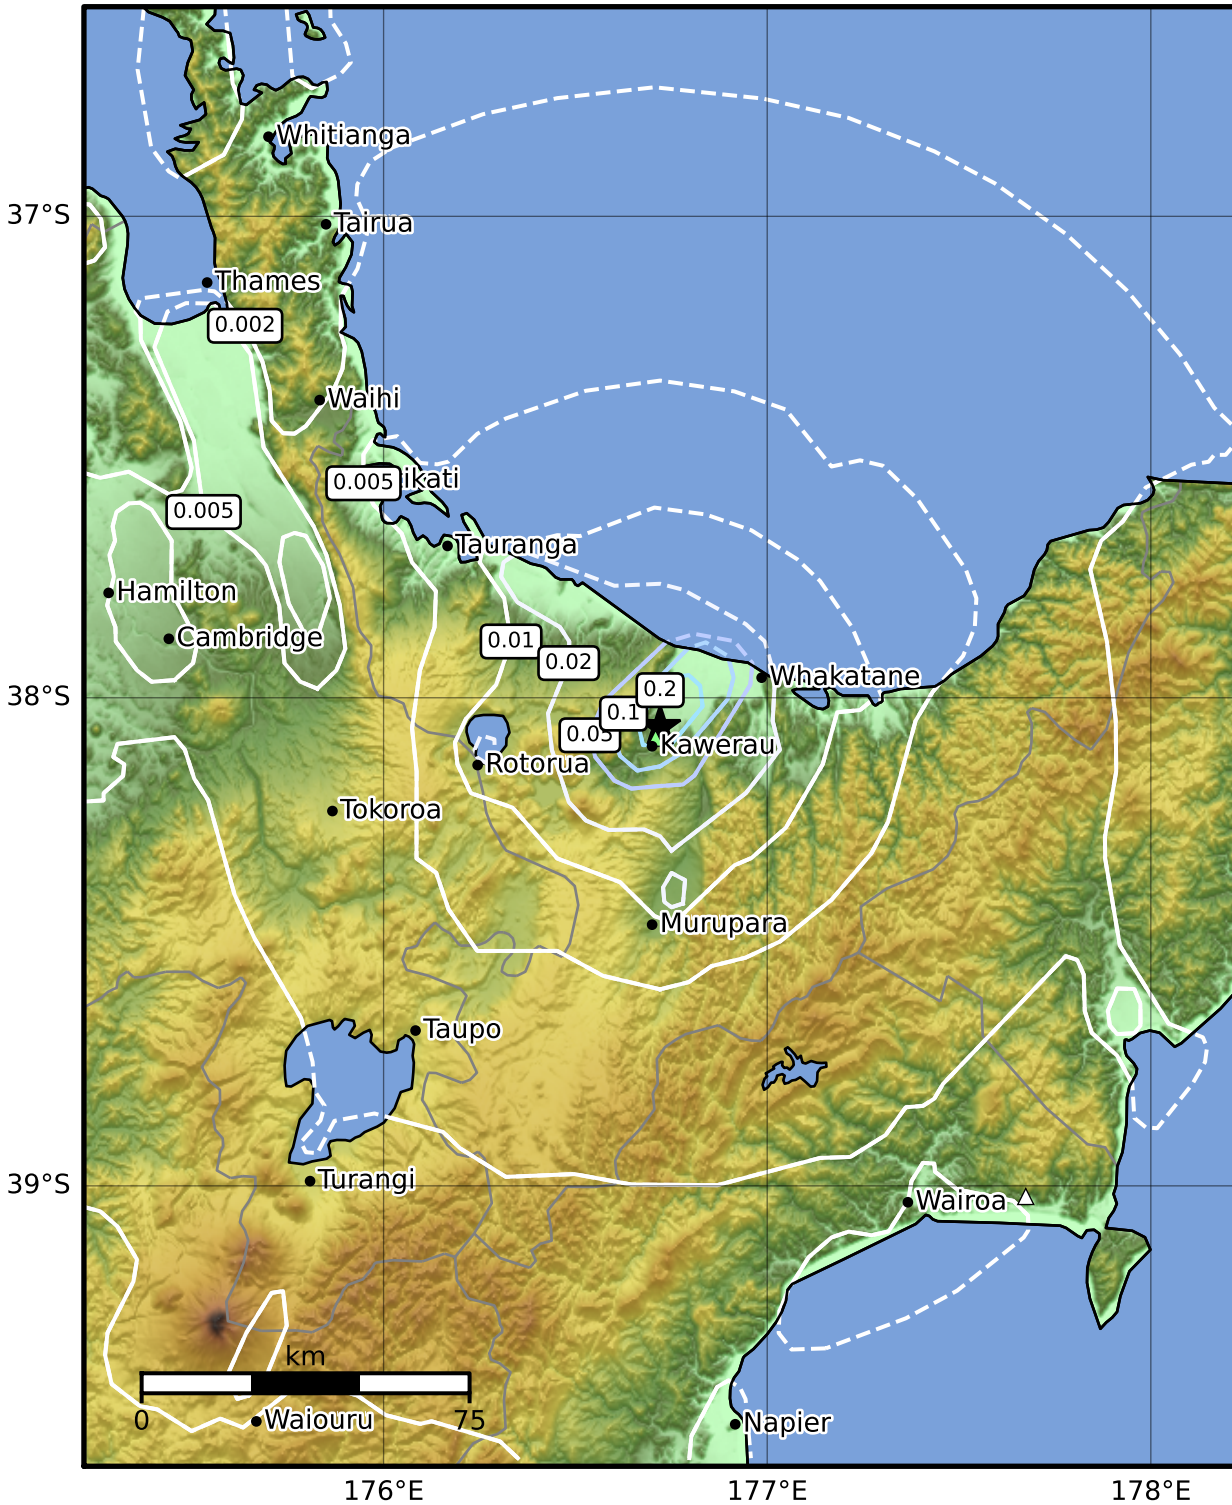 Whitianga
37°S
Tairua
Thames
0.002
Waihi
0.005
ikati
0.005
Tauranga
Hamilton
Cambridge
0.01
0.02
Whakatane
0.2
0.1
0.05
Kawerau
Rotorua
38°S
Tokoroa
Murupara
Taupo
Turangi
39°S
Wairoa
km
0
75
Waiouru
Napier
176°E
177°E
178°E